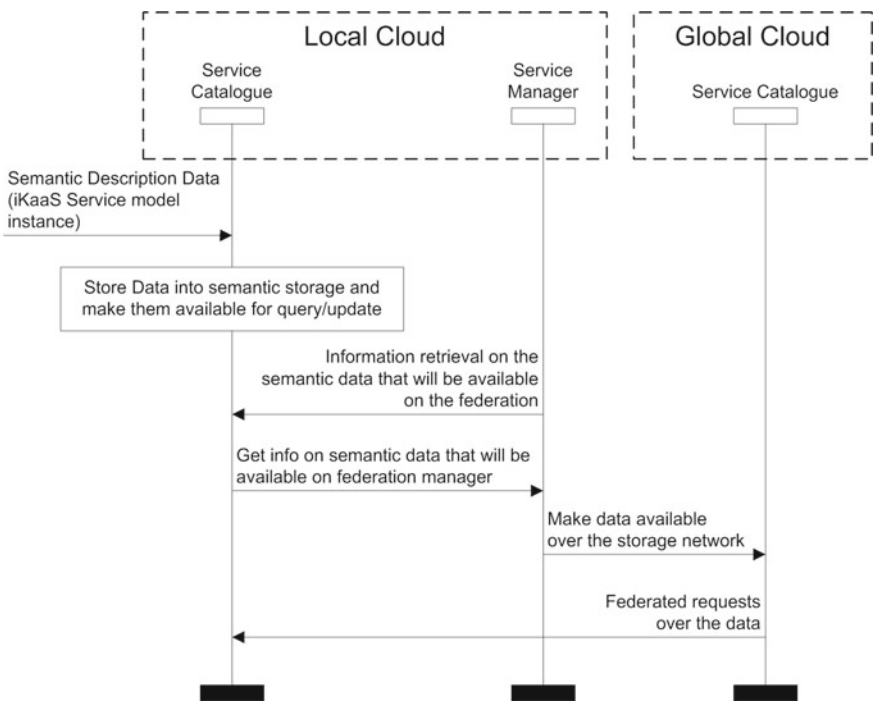 Local Cloud
Global Cloud
Service
Catalogue
Service
Manager
Service Catalogue
Semantic Description Data
(iKaaS Service model
instance)
Store Data into semantic storage and
make them available for query/update
Information retrieval on the
semantic data that will be available
on the federation
Get info on semantic data that will be
available on federation manager
Make data available
over the storage network
Federated requests
over the data